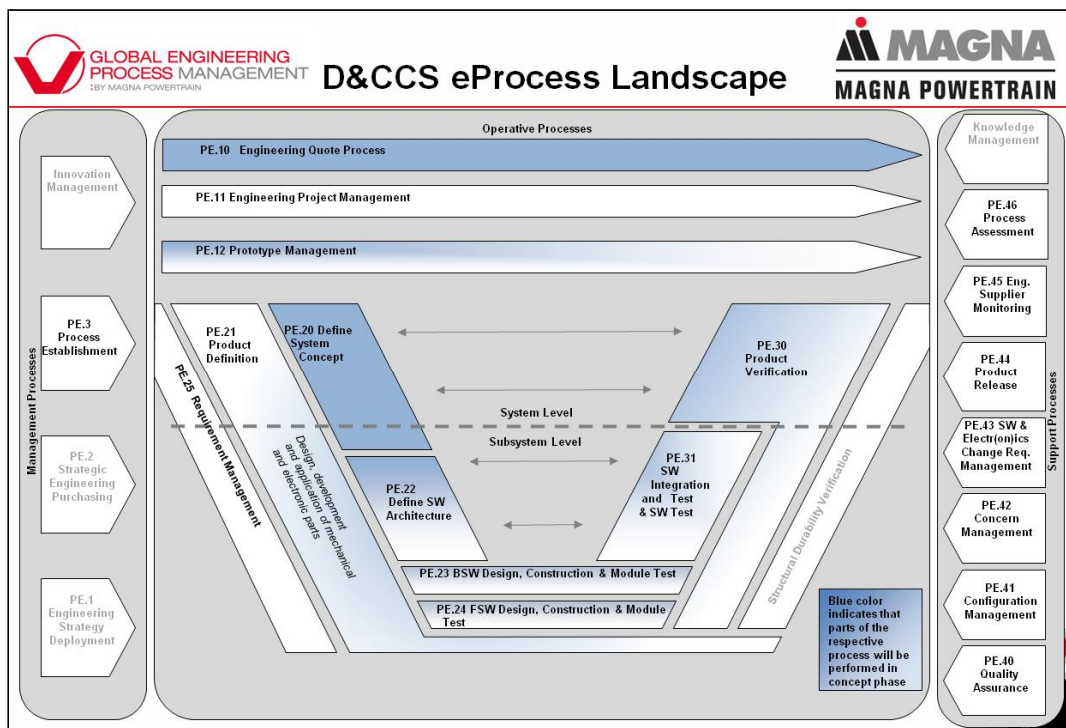 GLOBAL ENGINEERING
PROCESS MANAGEMENT
:BY MAGNA POWERTRAIN
D&CCS eProcess Landscape
MAGNA
MAGNA POWERTRAIN
Management Processes
Innovation
Management
PE.3
Process
Establishment
PE.2
Strategic
Engineering
Purchasing
PE.1
Engineering
Strategy
Deployment
Operative Processes
PE.10 Engineering Quote Process
PE.11 Engineering Project Management
PE.12 Prototype Management
PE.25 Requirement Management
PE.21
Product
Definition
Design, development
and application of mechanical
and electronic parts
PE.20 Define
System
Concept
PE.30
Product
Verification
System Level
Subsystem Level
PE.22
Define SW
Architecture
PE.31
SW
Integration
and Test
& SW Test
Structural Durability Verification
PE.23 BSW Design, Construction & Module Test
PE.24 FSW Design, Construction & Module
Test
Blue color
indicates that
parts of the
respective
process will be
performed in
concept phase
Support Processes
Knowledge
Management
PE.46
Process
Assessment
PE.45 Eng.
Supplier
Monitoring
PE.44
Product
Release
PE.43 SW &
Electr(on)ics
Change Req.
Management
PE.42
Concern
Management
PE.41
Configuration
Management
PE.40
Quality
Assurance